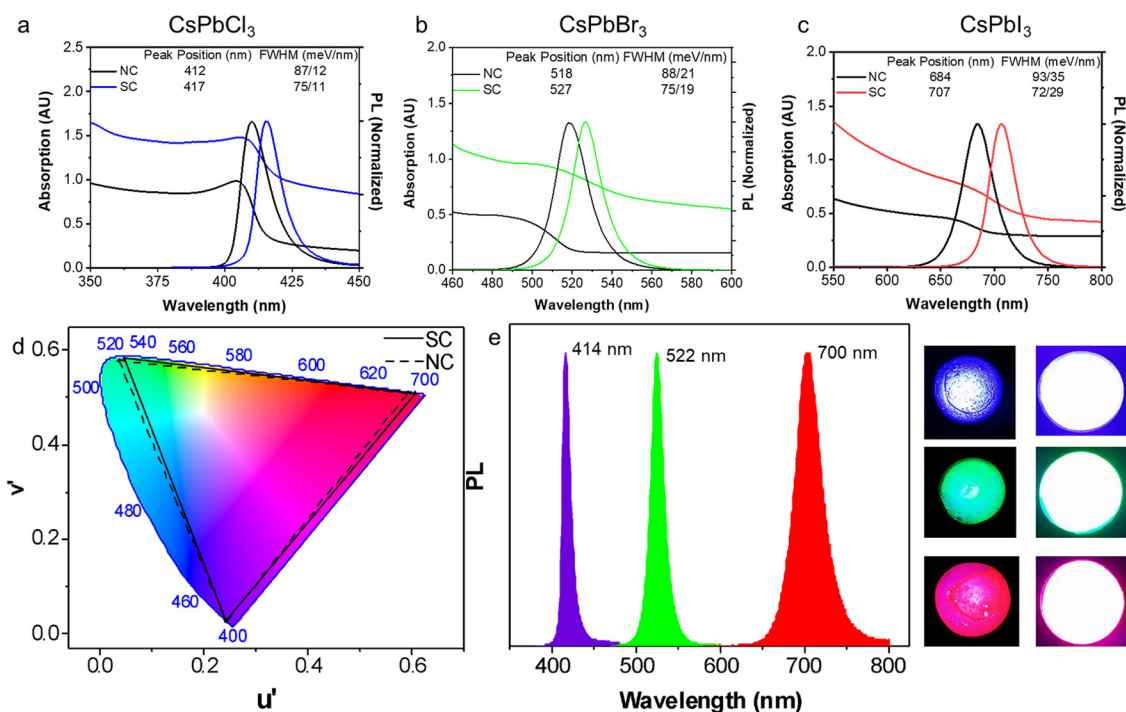 a
CsPbCl₃
Peak Position (nm) FWHM (meV/nm)
NC 412 87/12
SC 417 75/11
2.5
2.0
1.5
1.0
0.5
0.0
Absorption (AU)
PL (Normalized)
350 375 400 425 450
Wavelength (nm)
b
CsPbBr₃
Peak Position (nm) FWHM (meV/nm)
NC 518 88/21
SC 527 75/19
2.0
1.5
1.0
0.5
0.0
Absorption (AU)
PL (Normalized)
460 480 500 520 540 560 580 600
Wavelength (nm)
c
CsPbI₃
Peak Position (nm) FWHM (meV/nm)
NC 684 93/35
SC 707 72/29
2.0
1.5
1.0
0.5
0.0
Absorption (AU)
PL (Normalized)
550 600 650 700 750 800
Wavelength (nm)
d
SC
NC
520 540 560 580 600 620 700
500
480
460
400
0.6
0.4
0.2
0.0
v'
0.0 0.2 0.4 0.6
u'
e
414 nm
522 nm
700 nm
PL
400 500 600 700 800
Wavelength (nm)